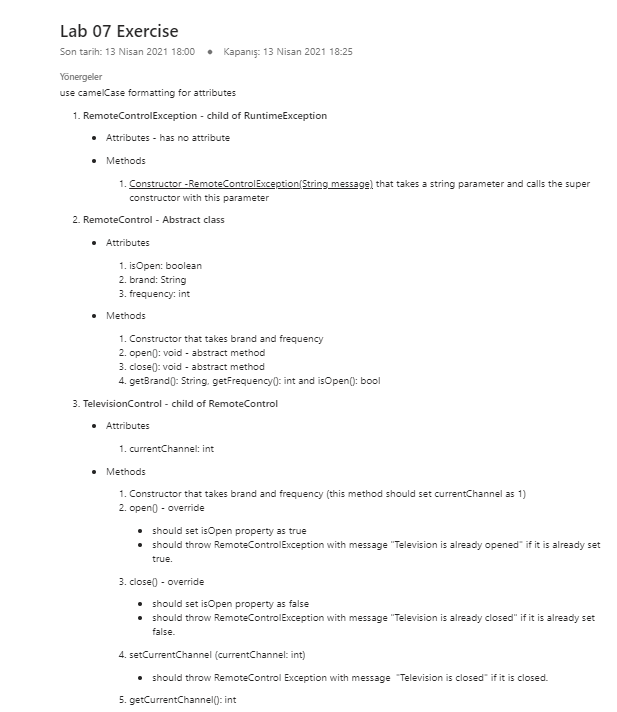 Lab 07 Exercise
Son tarih: 13 Nisan 2021 18:00 • Kapanış: 13 Nisan 2021 18:25
Yönergeler
use camelCase formatting for attributes
1. RemoteControlException - child of RuntimeException
• Attributes - has no attribute
• Methods
1. Constructor -RemoteControlException(String message) that takes a string parameter and calls the super
constructor with this parameter
2. RemoteControl - Abstract class
• Attributes
1. isOpen: boolean
2. brand: String
3. frequency: int
• Methods
1. Constructor that takes brand and frequency
2. open(): void - abstract method
3. close(): void - abstract method
4. getBrand(): String, getFrequency(): int and isOpen(): bool
3. TelevisionControl - child of RemoteControl
• Attributes
1. currentChannel: int
• Methods
1. Constructor that takes brand and frequency (this method should set currentChannel as 1)
2. open() - override
• should set isOpen property as true
• should throw RemoteControlException with message "Television is already opened" if it is already set
true.
3. close() - override
• should set isOpen property as false
• should throw RemoteControlException with message "Television is already closed" if it is already set
false.
4. setCurrentChannel (currentChannel: int)
• should throw RemoteControl Exception with message "Television is closed" if it is closed.
5. getCurrentChannel(): int